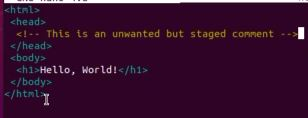 <html>
<head>
<!-- This is an unwanted but staged comment -->
</head>
<body>
<h1>Hello, World!</h1>
</body>
</html>